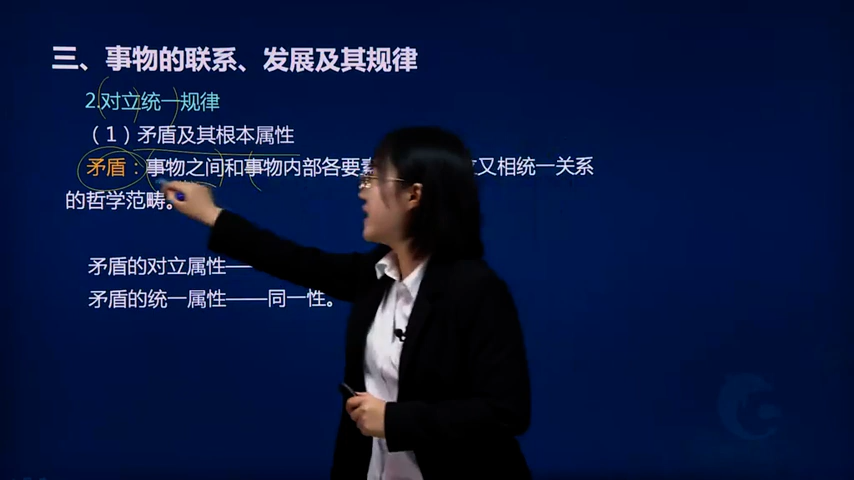 三、事物的联系、发展及其规律
2.对立统一规律
（1）矛盾及其根本属性
矛盾：事物之间和事物内部各要 又相统一关系
的哲学范畴。
矛盾的对立属性——
矛盾的统一属性——同一性。